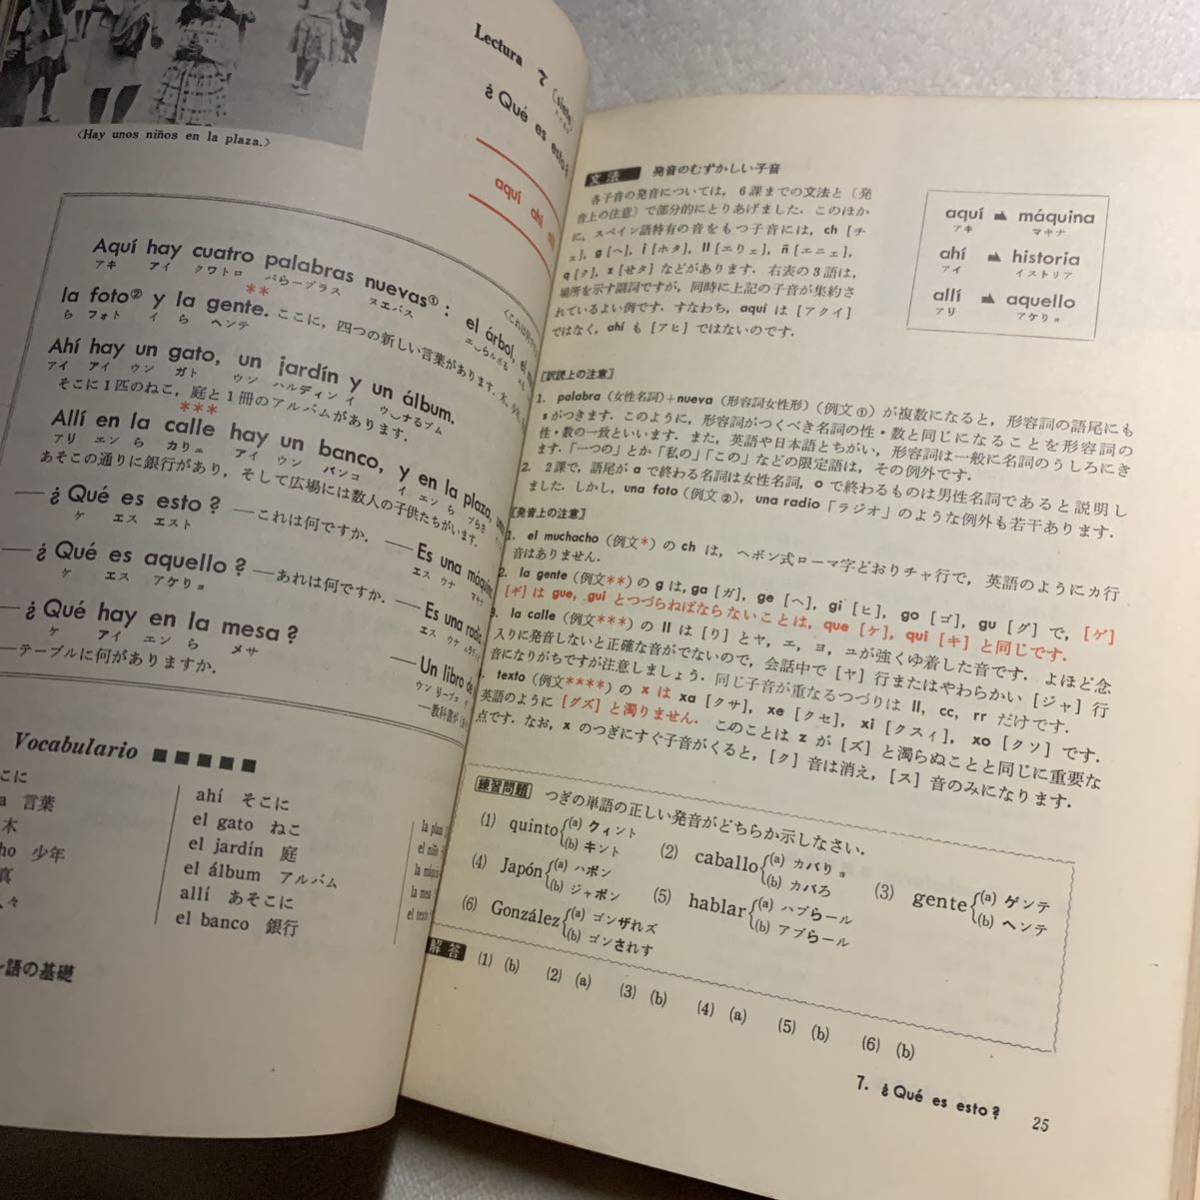 〈Hay unos niños en la plaza.〉
Lectura 7 (siete)
¿Qué es esto?
aquí ahí
Aquí hay cuatro palabras nuevas①: el árbol, el
アキ アイ クワトロ パらーブラス ヌエバス
la foto② y la gente.
ら フォト イ ら ヘンテ
ここに, 四つの新しい言葉があります. 木,
Ahí hay un gato, un jardín y un álbum.
アイ アイ ウン ガト ウン ハルディン イ
そこに1匹のねこ, 庭と1冊のアルバムがあります.
Allí en la calle hay un banco, y en la plaza,
アリ エン ら カリェ アイ ウン バンコ イ エン ら
あそこの通りに銀行があり, そして広場には数人の子供たちがいます.
——¿Qué es esto? ——これは何ですか. ——Es una
ケ エス エスト エス ウナ
——¿Qué es aquello? ——あれは何ですか. ——Es una
ケ エス アケりョ エス ウナ
——¿Qué hay en la mesa? ——Un libro de
ケ アイ エン ら メサ
——テーブルに何がありますか.
Vocabulario ■■■■■
こに
言葉
木
少年
真
々
ahí そこに
el gato ねこ
el jardín 庭
el álbum アルバム
allí あそこに
el banco 銀行
語の基礎
文法 発音のむずかしい子音
各子音の発音については, 6課までの文法と〔発
音上の注意〕で部分的にとりあげました. このほか
に, スペイン語特有の音をもつ子音には, ch [チ
ェ], g [ヘ], j [ホタ], ll [エりェ], ñ [エニェ],
q [ク], z [せタ] などがあります. 右表の3語は,
場所を示す副詞ですが, 同時に上記の子音が集約さ
れているよい例です. すなわち, aquí は [アクイ]
ではなく, ahí も [アヒ] ではないのです.
aquí ➡ máquina
アキ マキナ
ahí ➡ historia
アイ イストリア
allí ➡ aquello
アリ アケりョ
〔訳読上の注意〕
1. palabra (女性名詞)+nueva (形容詞女性形)(例文①) が複数になると, 形容詞の語尾にも
s がつきます. このように, 形容詞がつくべき名詞の性・数と同じになることを形容詞の
性・数の一致といいます. また, 英語や日本語とちがい, 形容詞は一般に名詞のうしろにき
ます.「一つの」とか「私の」「この」などの限定語は, その例外です.
2. 2課で, 語尾が a で終わる名詞は女性名詞, o で終わるものは男性名詞であると説明し
ました. しかし, una foto (例文②), una radio「ラジオ」のような例外も若干あります.
〔発音上の注意〕
1. el muchacho (例文*) の ch は, ヘボン式ローマ字どおりチャ行で, 英語のようにカ行
音はありません.
2. la gente (例文**) の g は, ga [ガ], ge [ヘ], gi [ヒ], go [ゴ], gu [グ] で, [ゲ]
[ギ] は gue, gui とつづらねばならないことは, que [ケ], qui [キ] と同じです.
3. la calle (例文***) の ll は [り] とヤ, エ, ヨ, ユが強くゆ着した音です. よほど念
入りに発音しないと正確な音がでないので, 会話中で [ヤ] 行またはやわらかい [ジャ] 行
音になりがちですが注意しましょう. 同じ子音が重なるつづりは ll, cc, rr だけです.
4. texto (例文****) の x は xa [クサ], xe [クセ], xi [クスィ], xo [クソ] です.
英語のように [グズ] と濁りません. このことは z が [ズ] と濁らぬことと同じに重要な
点です. なお, x のつぎにすぐ子音がくると, [ク] 音は消え, [ス] 音のみになります.
練習問題 つぎの単語の正しい発音がどちらか示しなさい.
(1) quinto {(a) クィント (b) キント
(2) caballo {(a) カバりョ (b) カバろ
(3) gente {(a) ゲンテ (b) ヘンテ
(4) Japón {(a) ハポン (b) ジャポン
(5) hablar {(a) ハブらール (b) アブらール
(6) González {(a) ゴンザれズ (b) ゴンされす
解答 (1) (b) (2) (a) (3) (b) (4) (a) (5) (b) (6) (b)
7. ¿Qué es esto? 25